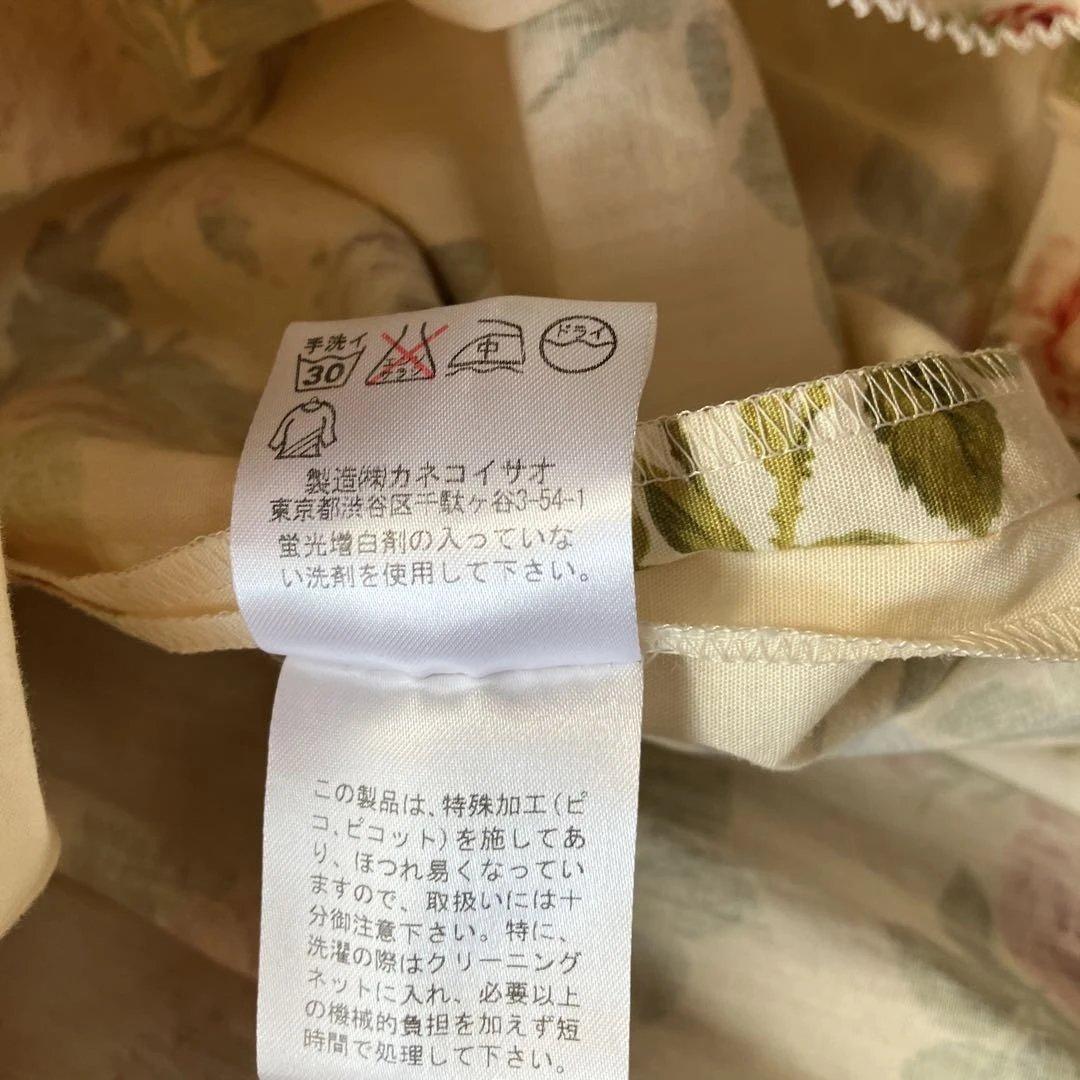 手洗イ
30
エンソ
サラシ
中
ドライ
製造㈱カネコイサオ
東京都渋谷区千駄ケ谷3-54-1
蛍光増白剤の入っていな
い洗剤を使用して下さい。
この製品は、特殊加工(ピ
コ、ピコット)を施してあ
り、ほつれ易くなってい
ますので、取扱いには十
分御注意下さい。特に、
洗濯の際はクリーニング
ネットに入れ、必要以上
の機械的負担を加えず短
時間で処理して下さい。